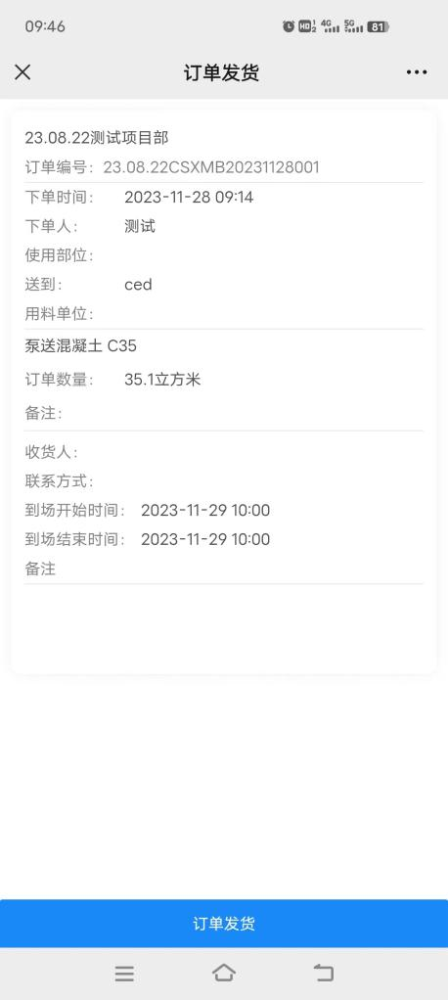 09:46
HD 1 2 4G 5G 81
订单发货
23.08.22测试项目部
订单编号: 23.08.22CSXMB20231128001
下单时间: 2023-11-28 09:14
下单人: 测试
使用部位:
送到: ced
用料单位:
泵送混凝土 C35
订单数量: 35.1立方米
备注:
收货人:
联系方式:
到场开始时间: 2023-11-29 10:00
到场结束时间: 2023-11-29 10:00
备注
订单发货